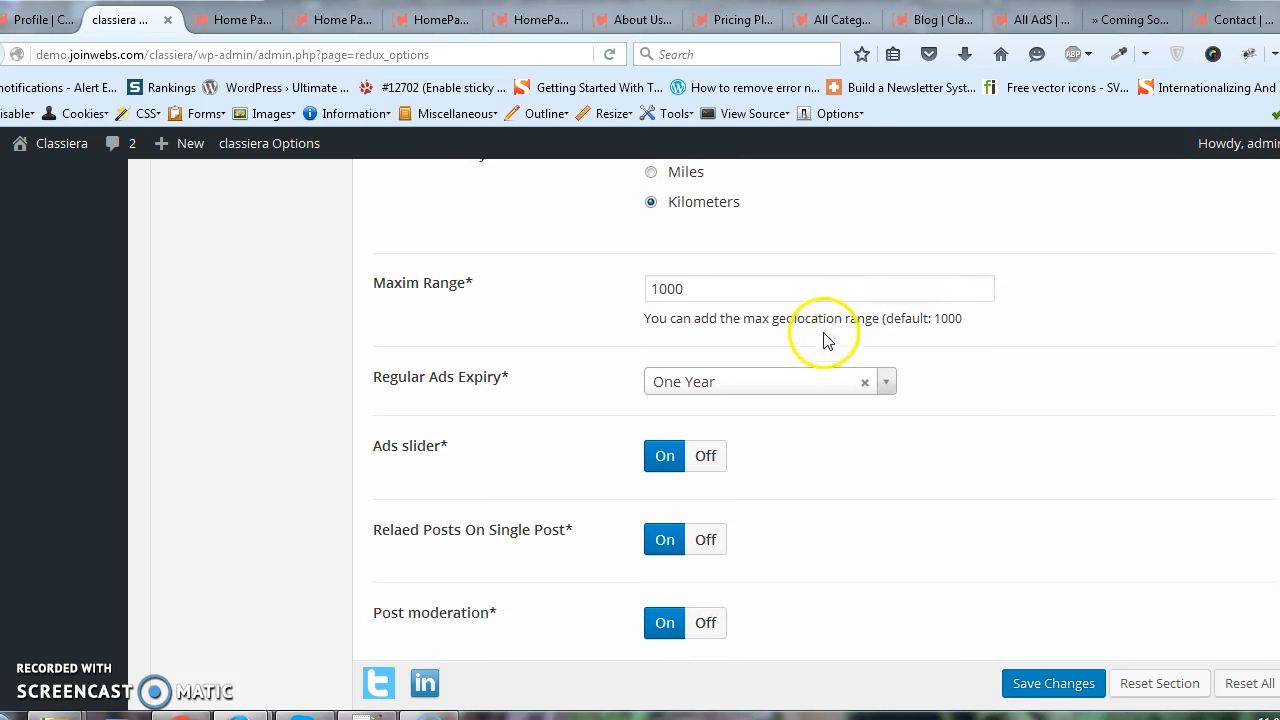 Profile | C...
classiera ...
Home Pa...
Home Pa...
HomePa...
HomePa...
About Us...
Pricing Pl...
All Categ...
Blog | Cla...
All AdS | ...
» Coming So...
Contact | ...
demo.joinwebs.com/classiera/wp-admin/admin.php?page=redux_options
Search
ABP
notifications - Alert E...
Rankings
WordPress › Ultimate ...
#12702 (Enable sticky ...
Getting Started With T...
How to remove error n...
Build a Newsletter Sys...
Free vector icons - SV...
Internationalizing And
Disable▾
Cookies▾
CSS▾
Forms▾
Images▾
Information▾
Miscellaneous▾
Outline▾
Resize▾
Tools▾
View Source▾
Options▾
Classiera
2
New
classiera Options
Howdy, admin
Miles
Kilometers
Maxim Range*
1000
You can add the max geolocation range (default: 1000
Regular Ads Expiry*
One Year
Ads slider*
On Off
Relaed Posts On Single Post*
On Off
Post moderation*
On Off
Save Changes
Reset Section
Reset All
RECORDED WITH
SCREENCAST MATIC